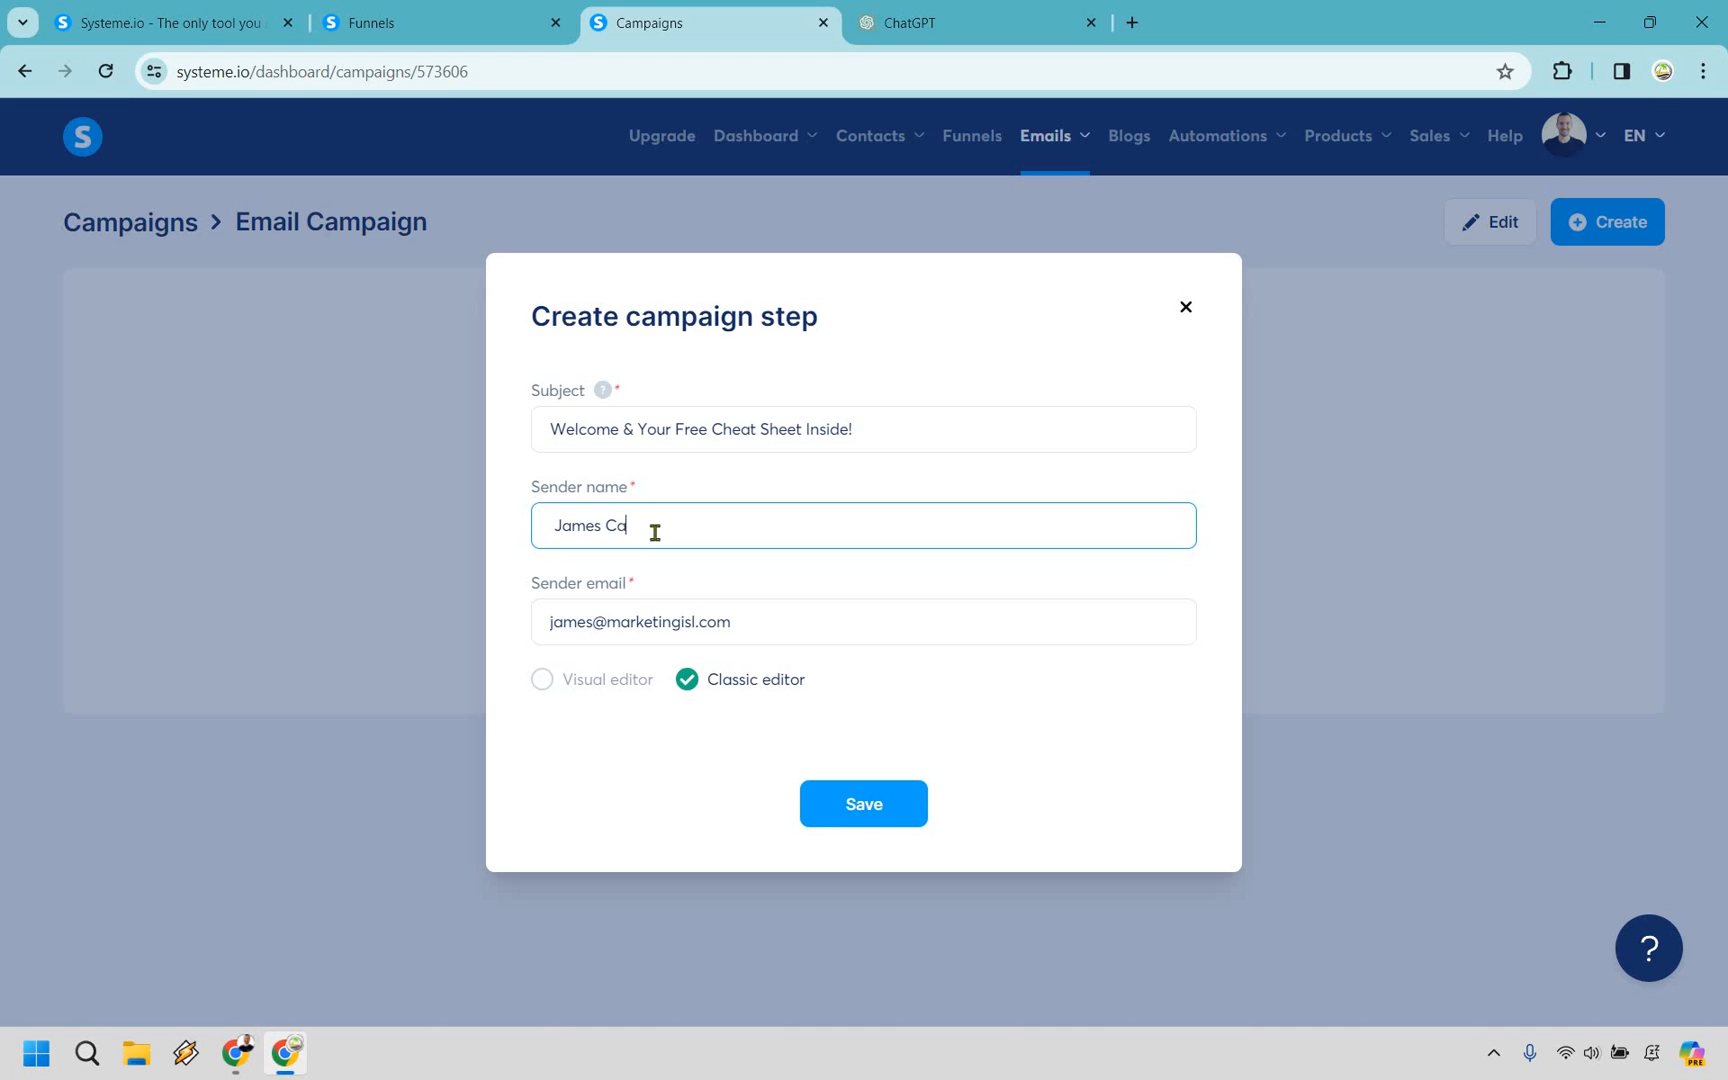 Systeme.io - The only tool you
Funnels
Campaigns
ChatGPT
systeme.io/dashboard/campaigns/573606
S
Upgrade
Dashboard
Contacts
Funnels
Emails
Blogs
Automations
Products
Sales
Help
EN
Campaigns > Email Campaign
Edit
Create
Create campaign step
Subject ? *
Welcome & Your Free Cheat Sheet Inside!
Sender name *
James Ca
Sender email *
james@marketingisl.com
Visual editor
Classic editor
Save
?
PRE